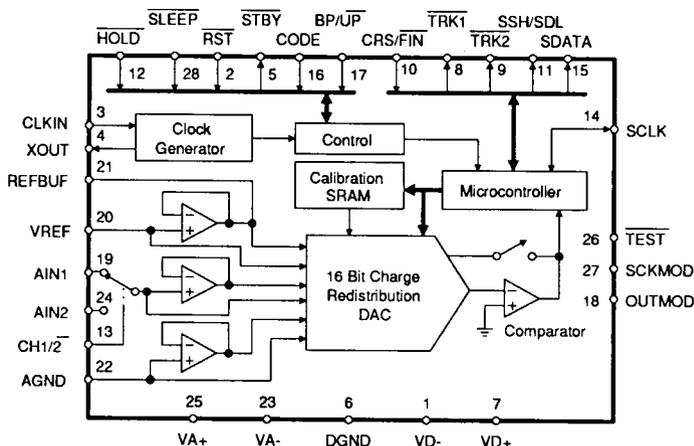 HOLD SLEEP RST STBY CODE BP/UP CRS/FIN TRK1 TRK2 SSH/SDL SDATA
12 28 2 5 16 17 10 8 9 11 15
CLKIN 3
XOUT 4
Clock
Generator
Control
14 SCLK
REFBUF 21
Calibration
SRAM
Microcontroller
VREF 20
AIN1 19
AIN2 24
CH1/2 13
AGND 22
16 Bit Charge
Redistribution
DAC
Comparator
26 TEST
27 SCKMOD
18 OUTMOD
25 23 6 1 7
VA+ VA- DGND VD- VD+